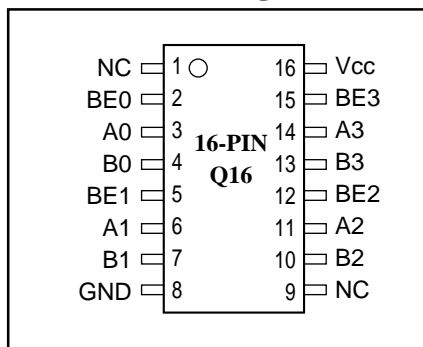 NC 1 16 Vcc
BE0 2 15 BE3
A0 3 14 A3
B0 4 16-PIN 13 B3
BE1 5 Q16 12 BE2
A1 6 11 A2
B1 7 10 B2
GND 8 9 NC